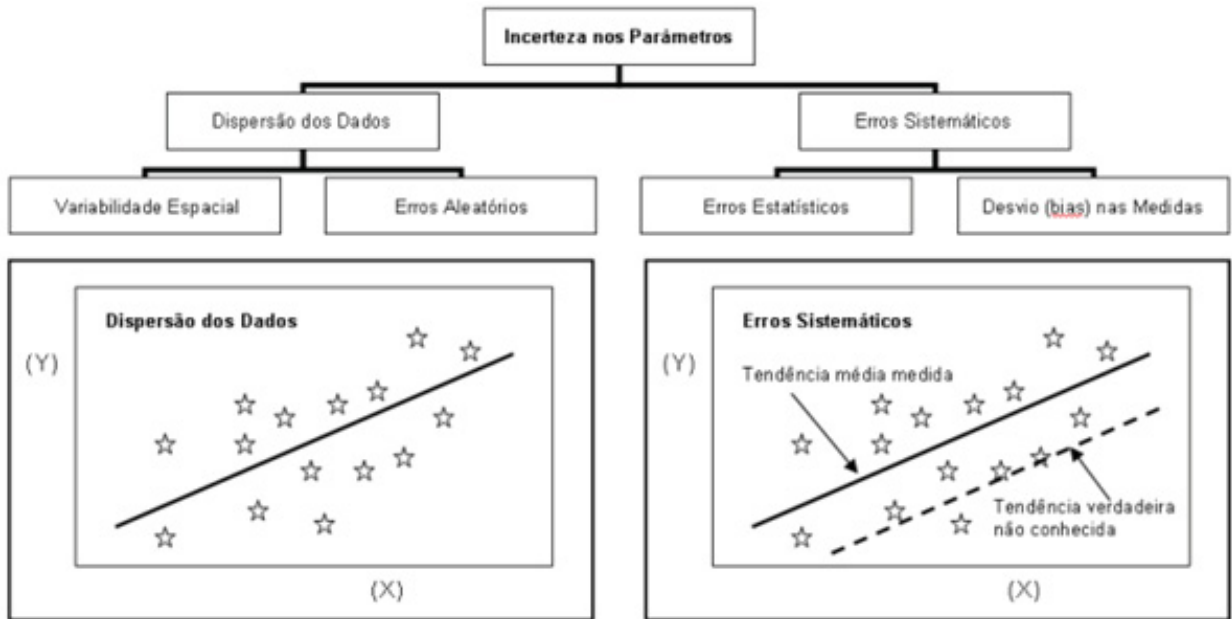 Incerteza nos Parâmetros
Dispersão dos Dados
Erros Sistemáticos
Variabilidade Espacial
Erros Aleatórios
Erros Estatísticos
Desvio (bias) nas Medidas
Dispersão dos Dados
(Y)
(X)
Erros Sistemáticos
(Y)
Tendência média medida
Tendência verdadeira
não conhecida
(X)